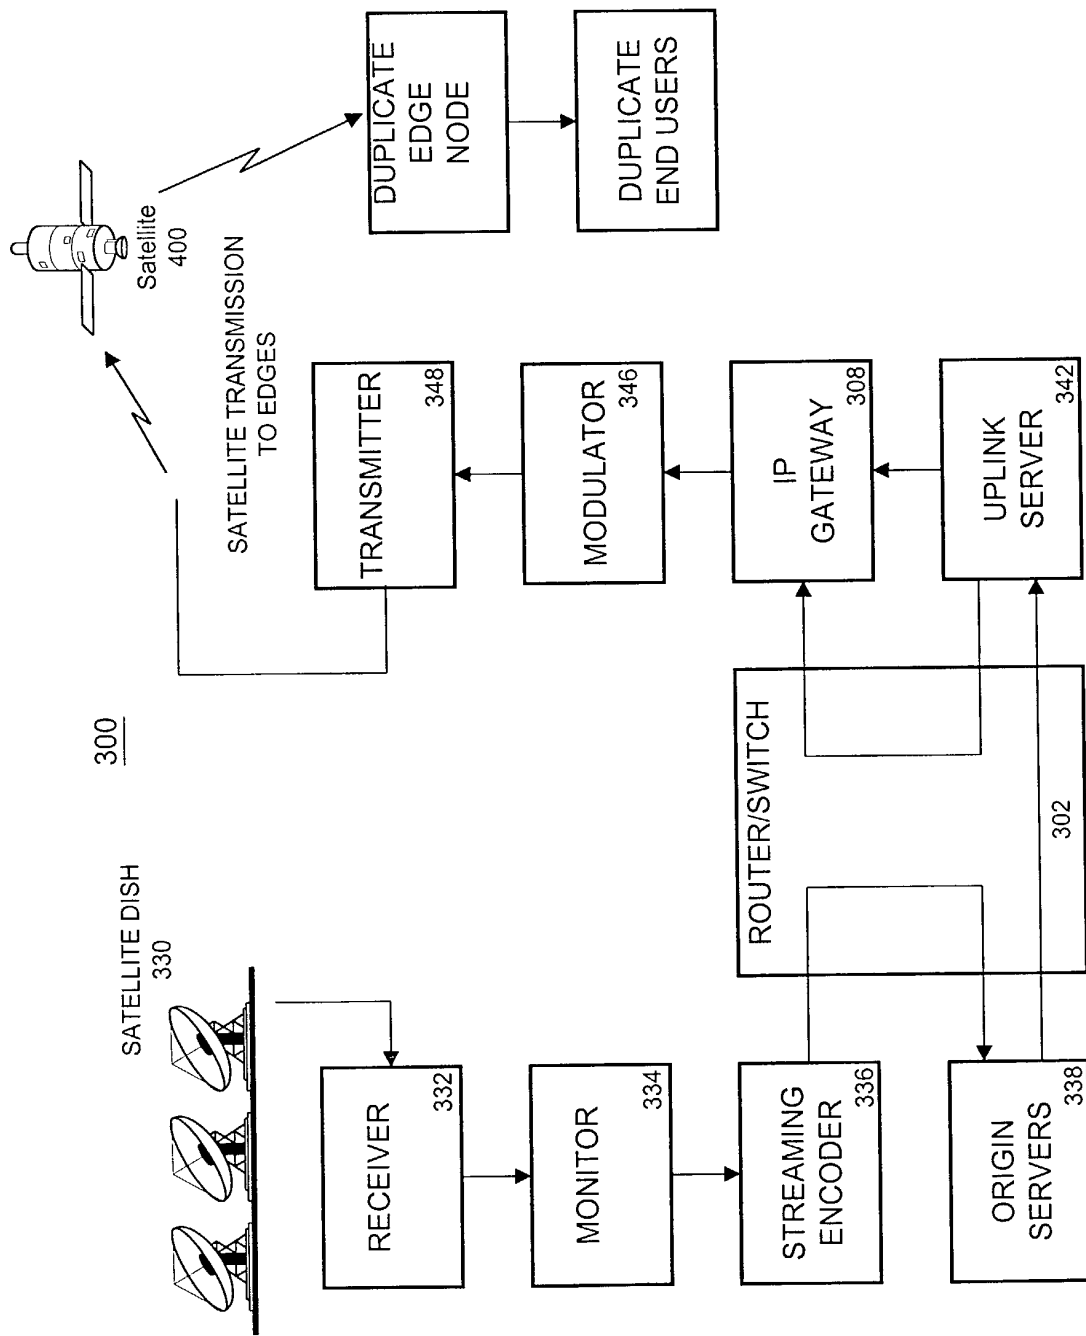 300
SATELLITE DISH
330
RECEIVER
332
MONITOR
334
STREAMING
ENCODER
336
ORIGIN
SERVERS
338
ROUTER/SWITCH
302
UPLINK
SERVER
342
IP
GATEWAY
308
MODULATOR
346
TRANSMITTER
348
SATELLITE TRANSMISSION
TO EDGES
Satellite
400
DUPLICATE
EDGE
NODE
DUPLICATE
END USERS